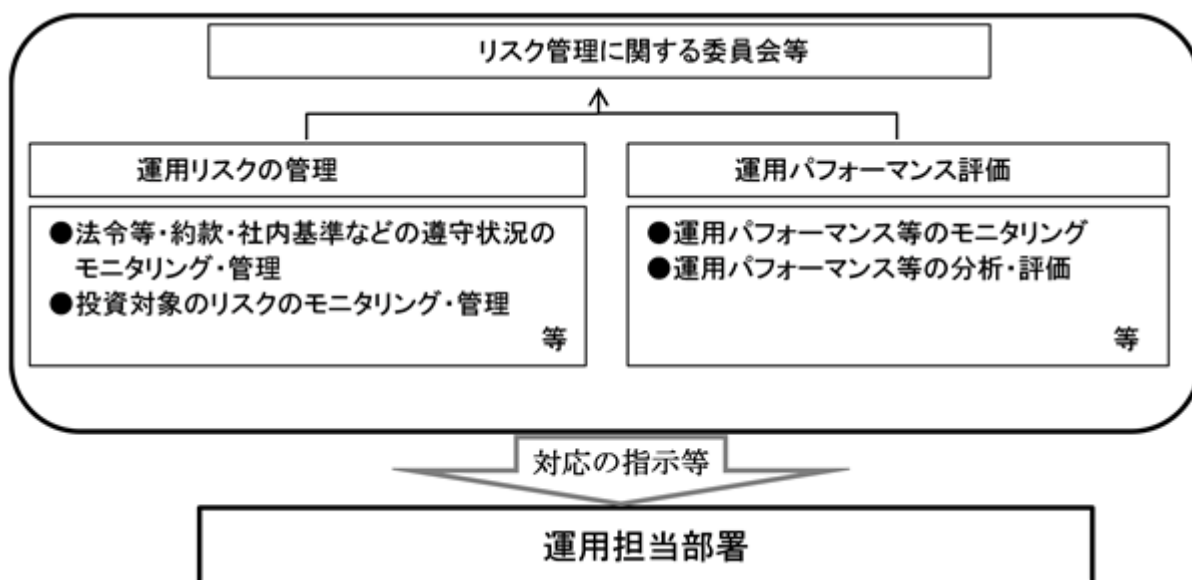 リスク管理に関する委員会等
運用リスクの管理
●法令等・約款・社内基準などの遵守状況の
モニタリング・管理
●投資対象のリスクのモニタリング・管理
等
運用パフォーマンス評価
●運用パフォーマンス等のモニタリング
●運用パフォーマンス等の分析・評価
等
対応の指示等
運用担当部署